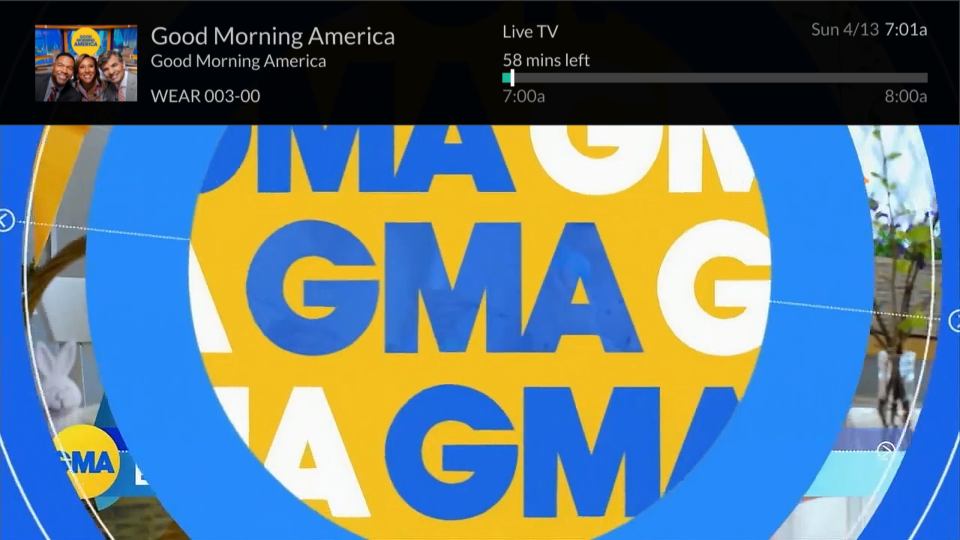 GOOD MORNING AMERICA
Good Morning America
Good Morning America
WEAR 003-00
Live TV
58 mins left
7:00a
8:00a
Sun 4/13 7:01a
GMA GM
A GMA G
MA GMA
GMA